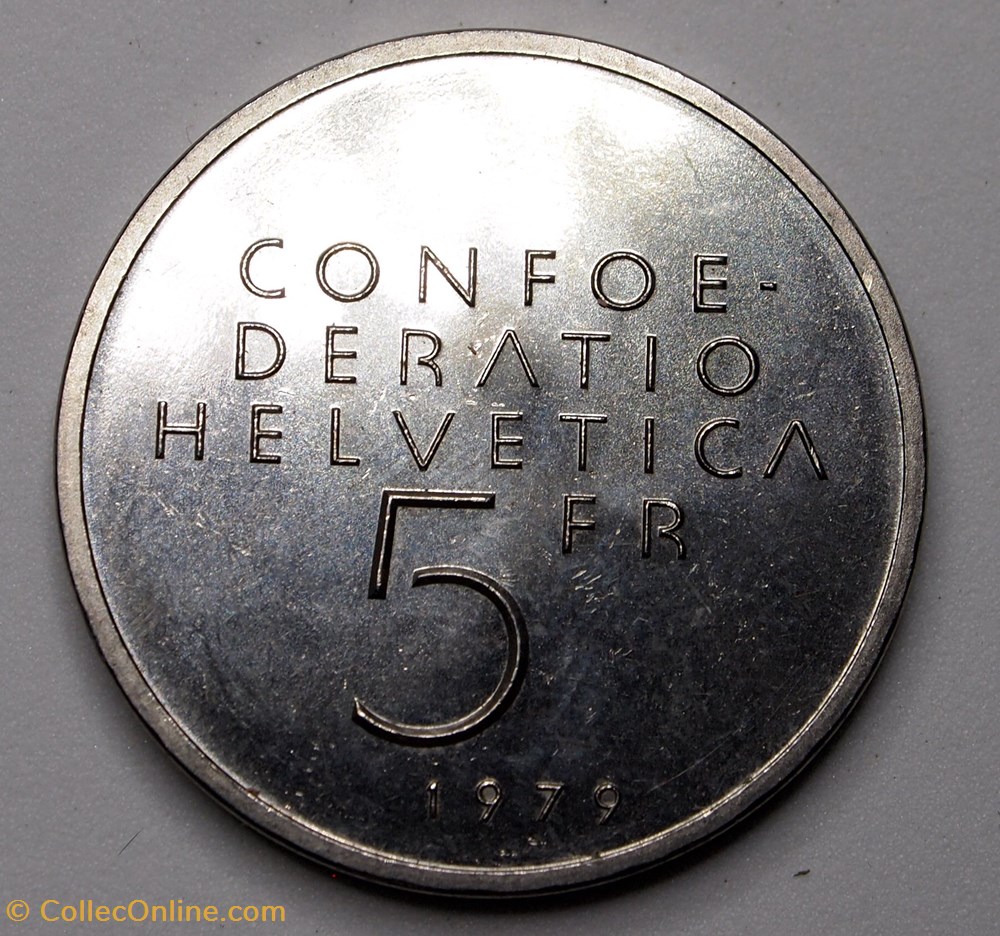 CONFOE-
DERATIO
HELVETICA
5 FR
1979
© CollecOnline.com